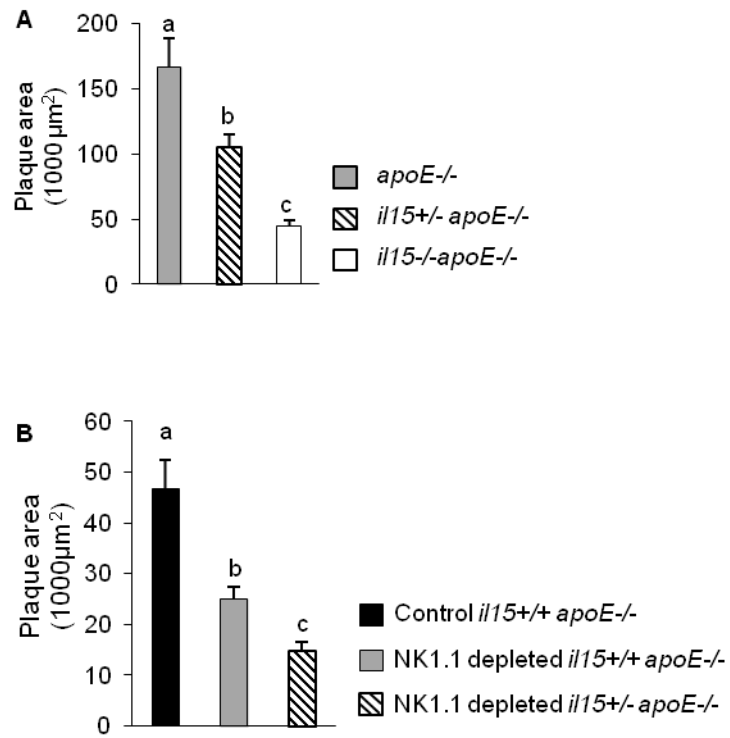 A
Plaque area
(1000 µm²)
200
150
100
50
0
a
b
c
apoE-/-
il15+/- apoE-/-
il15-/-apoE-/-
B
Plaque area
(1000µm²)
60
50
40
30
20
10
0
a
b
c
Control il15+/+ apoE-/-
NK1.1 depleted il15+/+ apoE-/-
NK1.1 depleted il15+/- apoE-/-